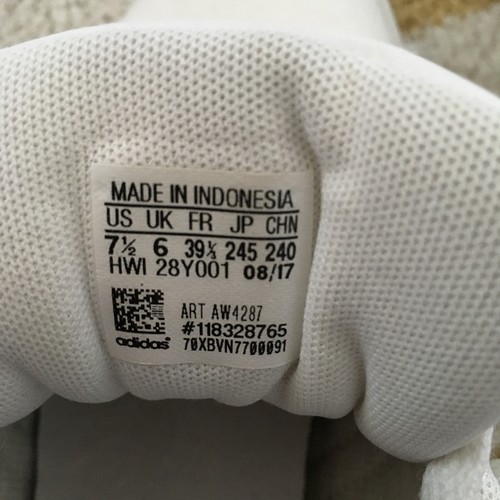 MADE IN INDONESIA
US UK FR JP CHN
7½ 6 39⅓ 245 240
HWI 28Y001 08/17
ART AW4287
#118328765
adidas 70XBVN7700091